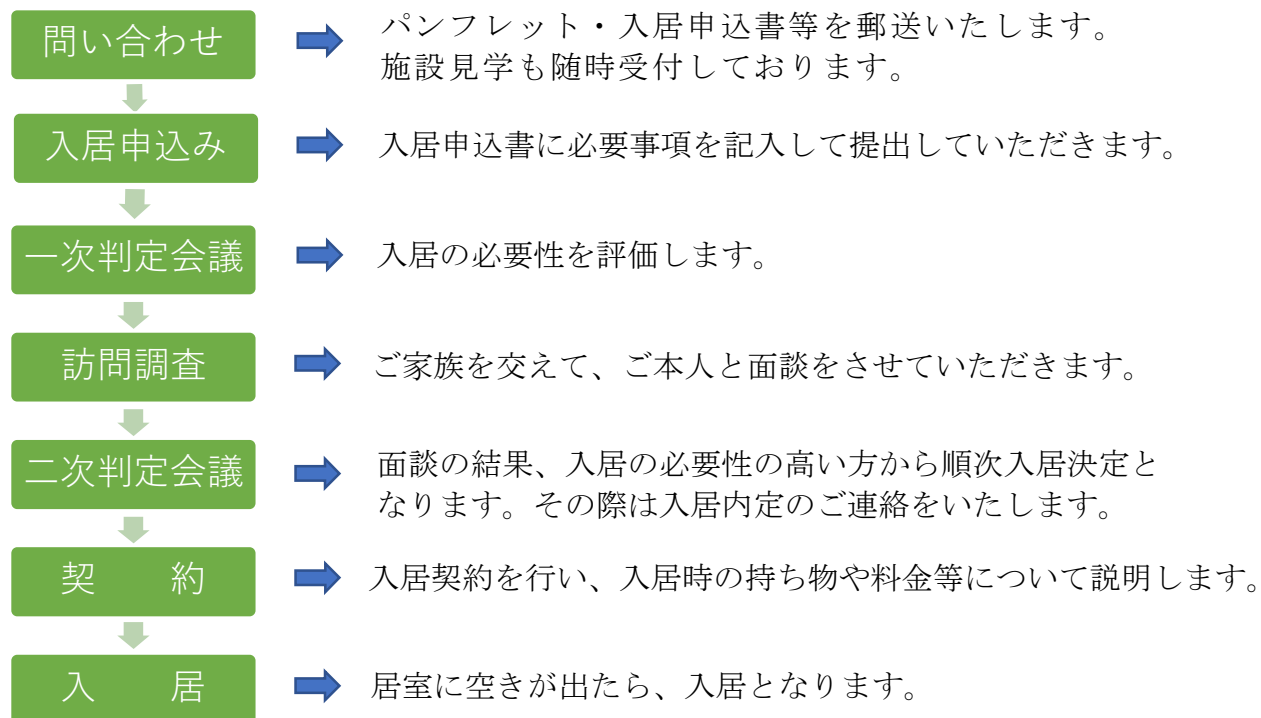 問い合わせ
パンフレット・入居申込書等を郵送いたします。
施設見学も随時受付しております。
入居申込み
入居申込書に必要事項を記入して提出していただきます。
一次判定会議
入居の必要性を評価します。
訪問調査
ご家族を交えて、ご本人と面談をさせていただきます。
二次判定会議
面談の結果、入居の必要性の高い方から順次入居決定と
なります。その際は入居内定のご連絡をいたします。
契　　約
入居契約を行い、入居時の持ち物や料金等について説明します。
入　　居
居室に空きが出たら、入居となります。